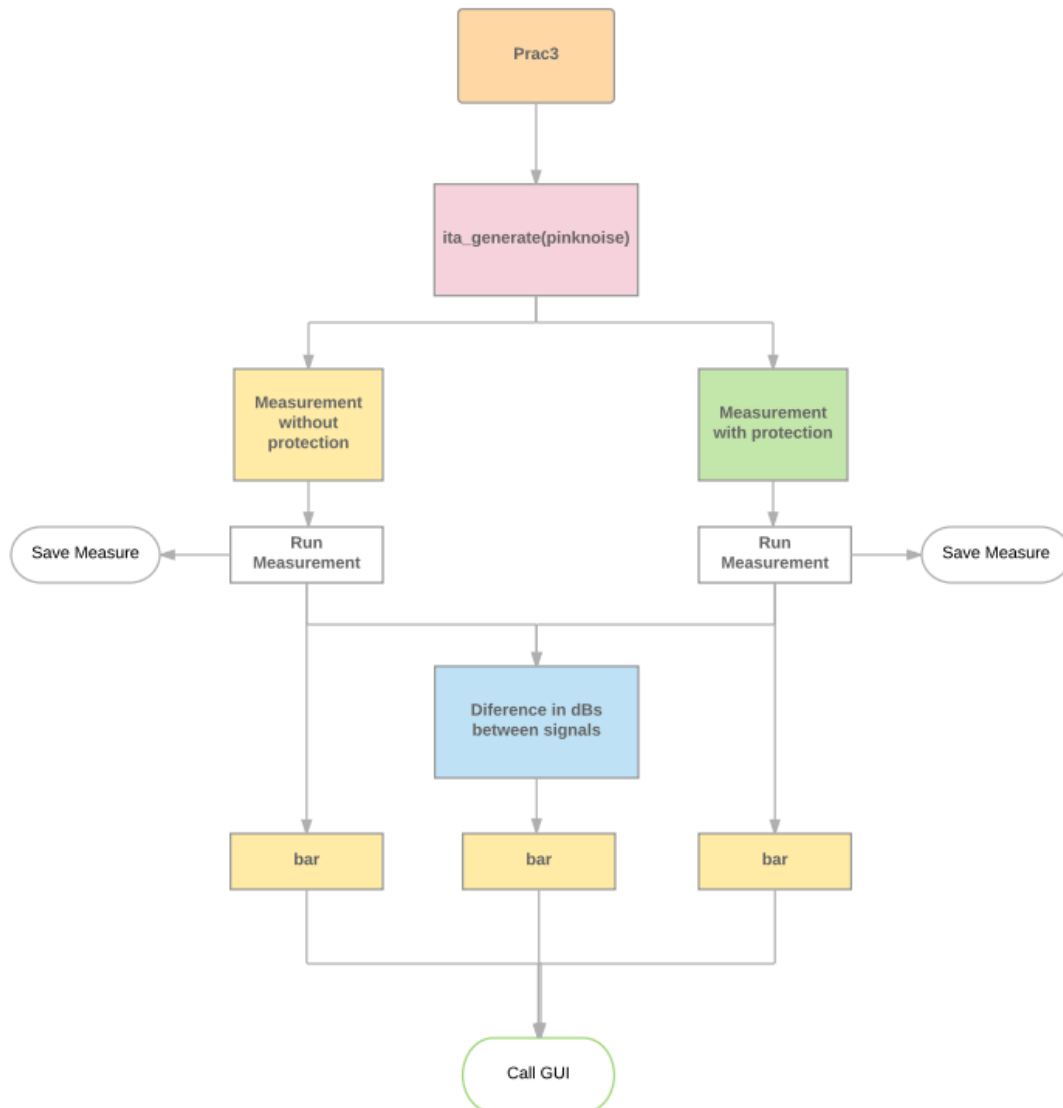 Prac3
ita_generate(pinknoise)
Measurement
without
protection
Measurement
with protection
Save Measure
Run
Measurement
Run
Measurement
Save Measure
Diference in dBs
between signals
bar
bar
bar
Call GUI